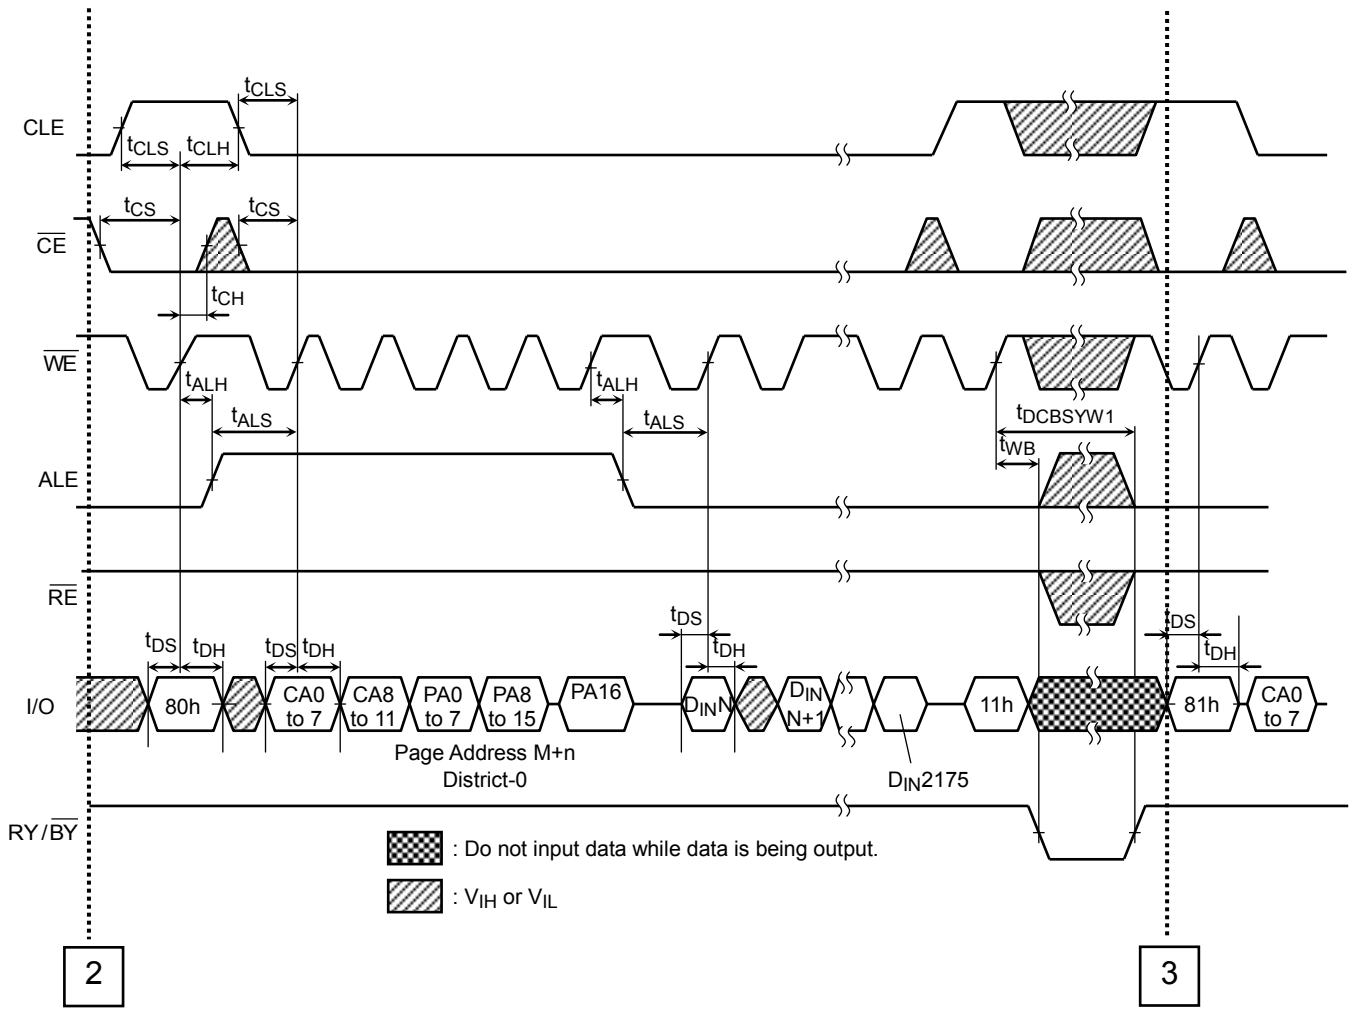 tCLS
CLE
tCLS tCLH
tCS tCS
CE
tCH
WE
tALH tALH
tALS tALS tDCBSYW1
tWB
ALE
RE
tDS tDH tDS tDH tDS tDH DS tDH
I/O 80h CA0 to 7 CA8 to 11 PA0 to 7 PA8 to 15 PA16 DINN DIN N+1 11h 81h CA0 to 7
Page Address M+n
District-0
DIN2175
RY/BY
: Do not input data while data is being output.
: VIH or VIL
2 3